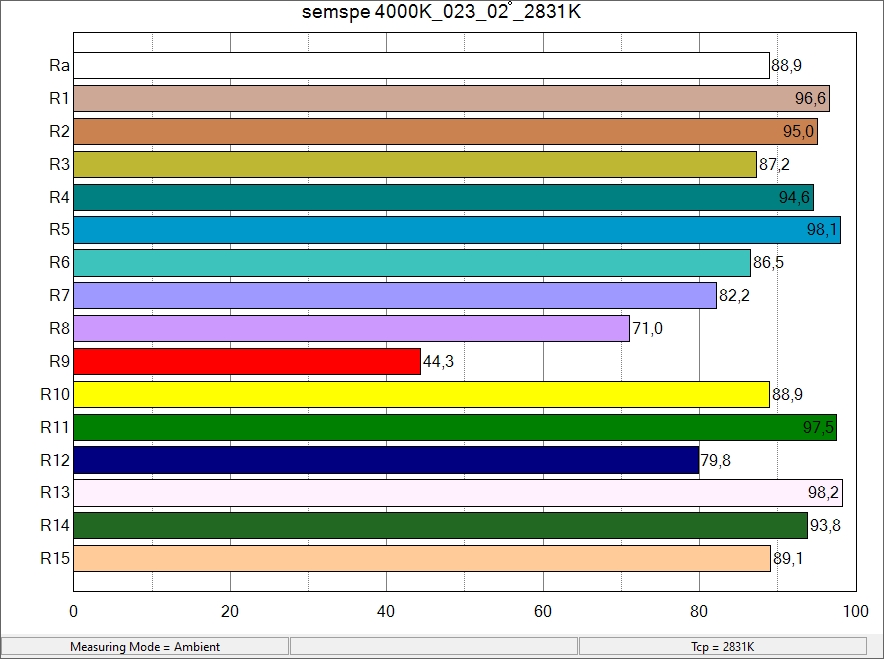 semspe 4000K_023_02°_2831K
Ra 88,9
R1 96,6
R2 95,0
R3 87,2
R4 94,6
R5 98,1
R6 86,5
R7 82,2
R8 71,0
R9 44,3
R10 88,9
R11 97,5
R12 79,8
R13 98,2
R14 93,8
R15 89,1
0 20 40 60 80 100
Measuring Mode = Ambient Tcp = 2831K